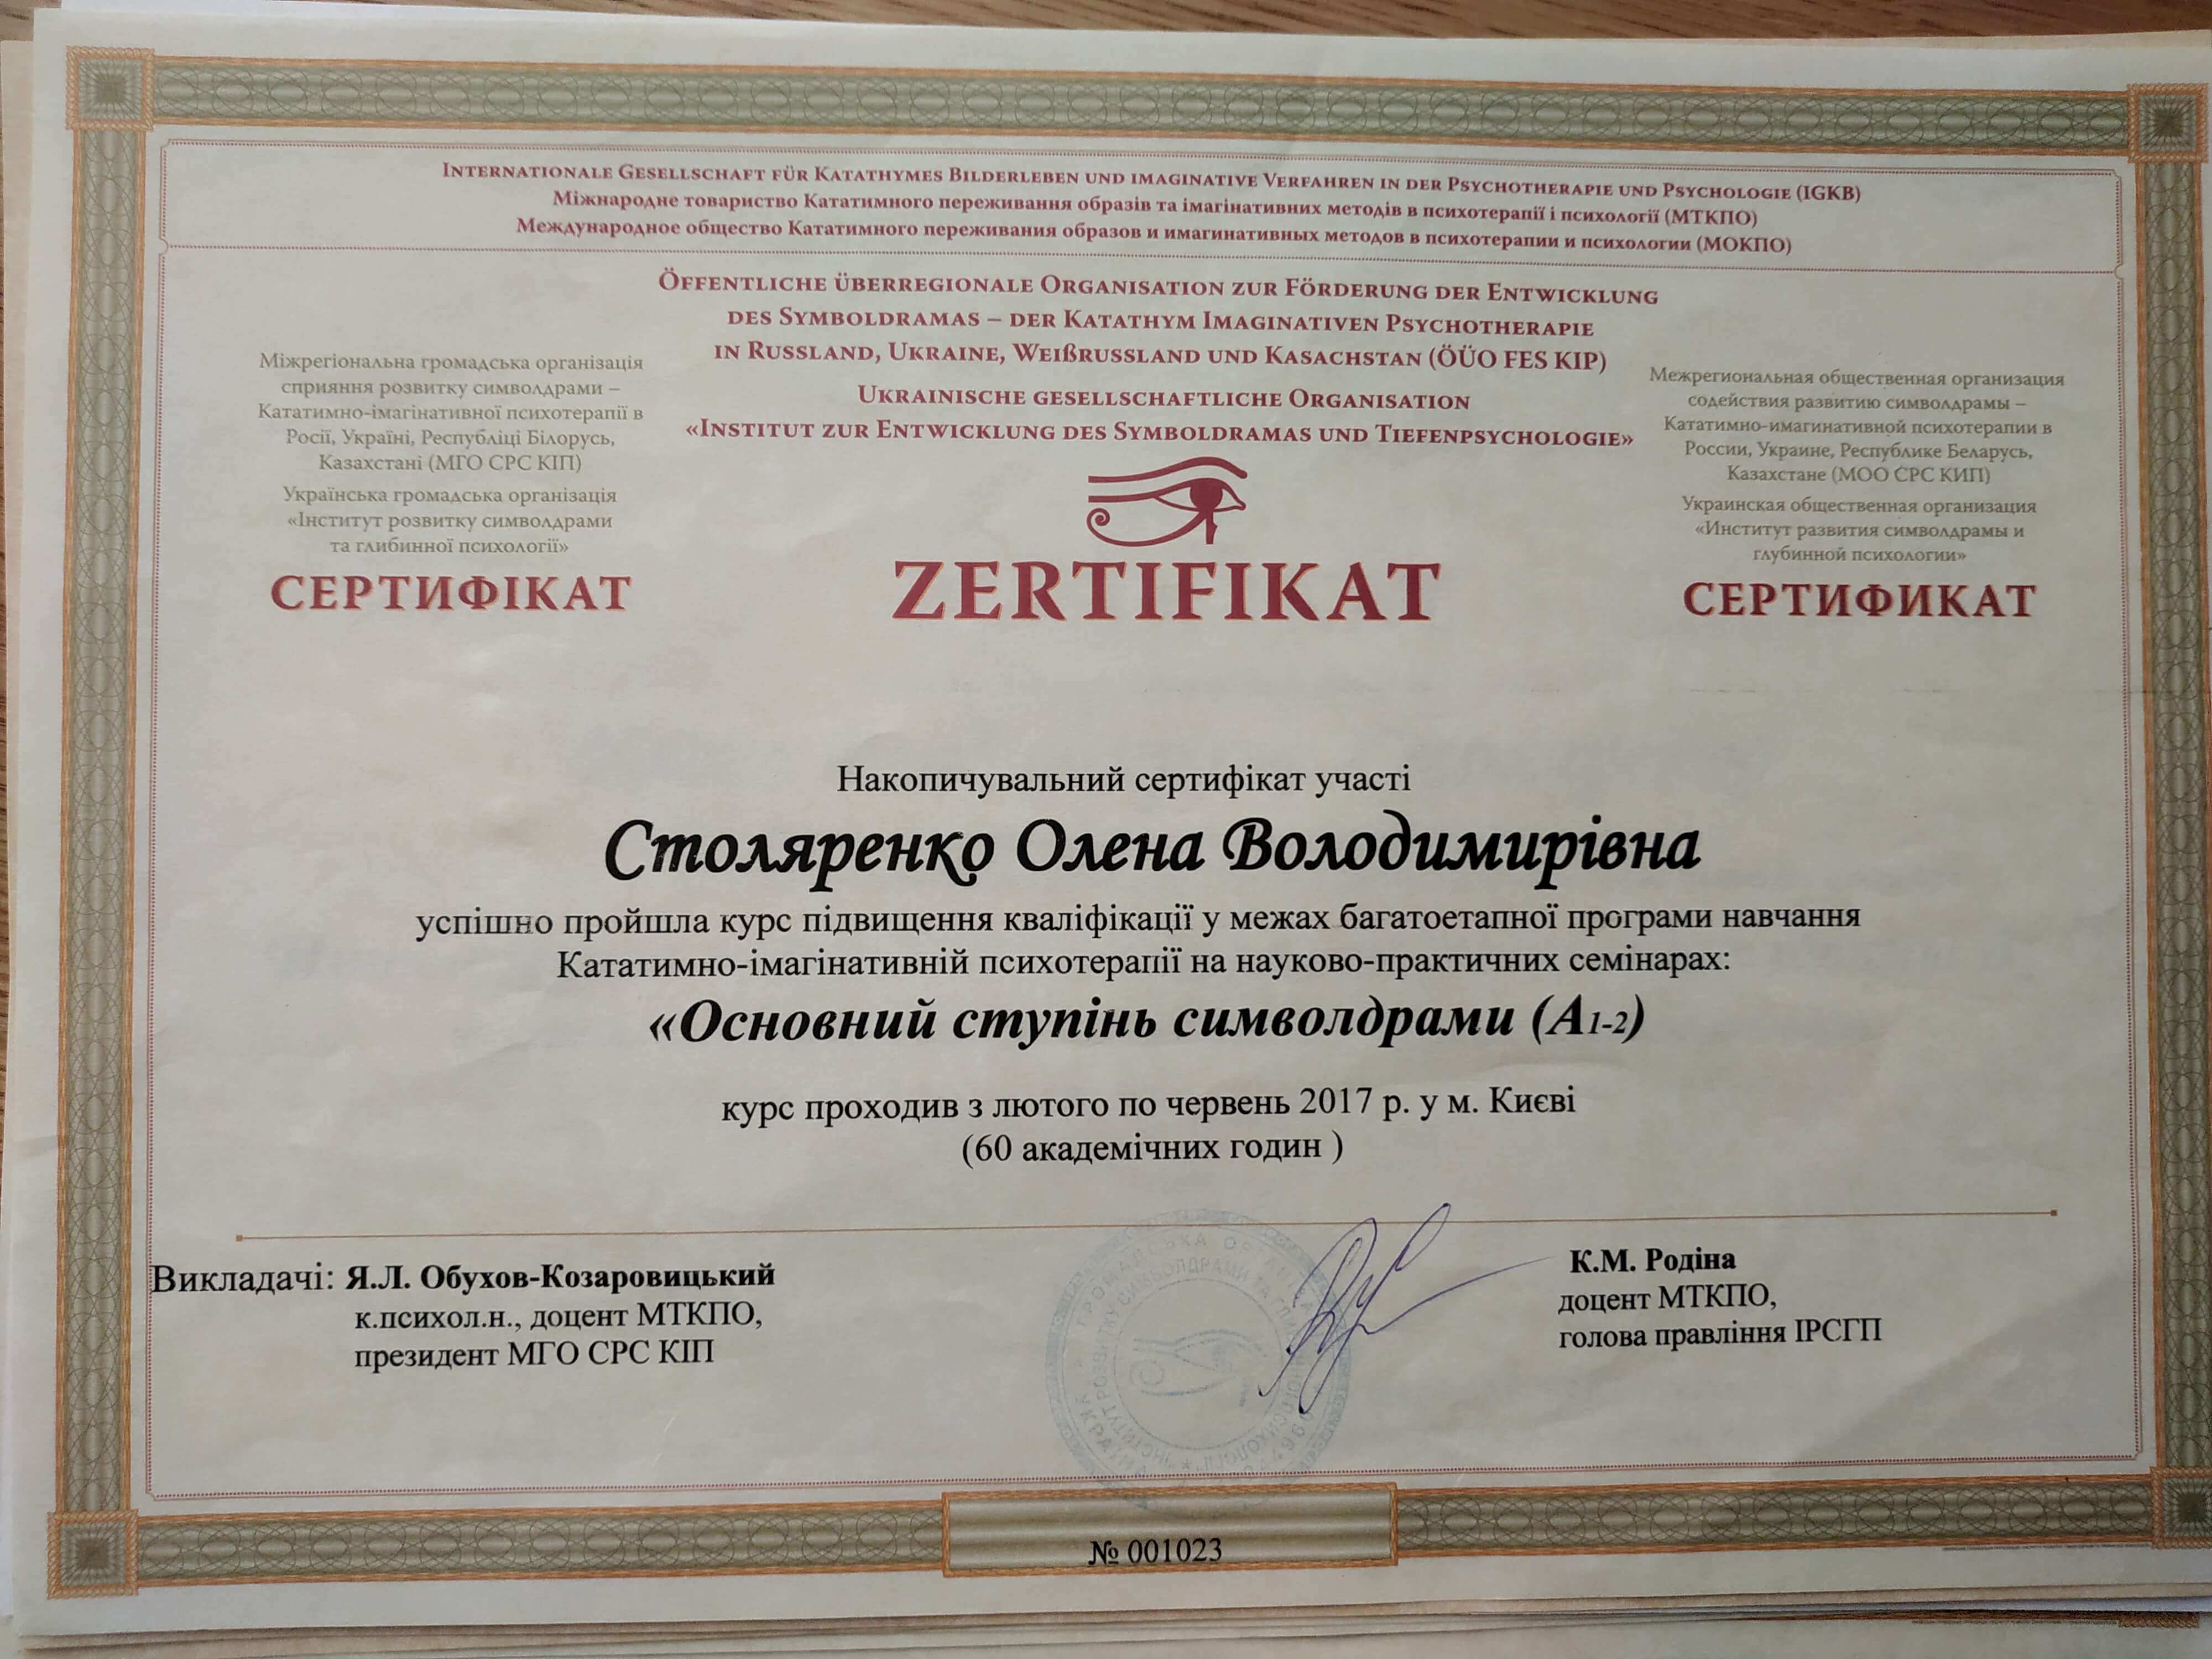 Internationale Gesellschaft für Katathymes Bilderleben und imaginative Verfahren in der Psychotherapie und Psychologie (IGKB)
Міжнародне товариство Кататимного переживання образів та імагінативних методів в психотерапії і психології (МТКПО)
Международное общество Кататимного переживания образов и имагинативных методов в психотерапии и психологии (МОКПО)
Öffentliche überregionale Organisation zur Förderung der Entwicklung
des Symboldramas – der Katathym Imaginativen Psychotherapie
in Russland, Ukraine, Weißrussland und Kasachstan (ÖÜO FES KIP)
Ukrainische gesellschaftliche Organisation
«Institut zur Entwicklung des Symboldramas und Tiefenpsychologie»
ZERTIFIKAT
Міжрегіональна громадська організація
сприяння розвитку символдрами –
Кататимно-імагінативної психотерапії в
Росії, Україні, Республіці Білорусь,
Казахстані (МГО СРС КІП)
Українська громадська організація
«Інститут розвитку символдрами
та глибинної психології»
СЕРТИФІКАТ
Межрегиональная общественная организация
содействия развитию символдрамы –
Кататимно-имагинативной психотерапии в
России, Украине, Республике Беларусь,
Казахстане (МОО СРС КИП)
Украинская общественная организация
«Институт развития символдрамы и
глубинной психологии»
СЕРТИФИКАТ
Накопичувальний сертифікат участі
Столяренко Олена Володимирівна
успішно пройшла курс підвищення кваліфікації у межах багатоетапної програми навчання
Кататимно-імагінативній психотерапії на науково-практичних семінарах:
«Основний ступінь символдрами (А1-2)
курс проходив з лютого по червень 2017 р. у м. Києві
(60 академічних годин )
Викладачі: Я.Л. Обухов-Козаровицький
к.психол.н., доцент МТКПО,
президент МГО СРС КІП
К.М. Родіна
доцент МТКПО,
голова правління ІРСГП
№ 001023